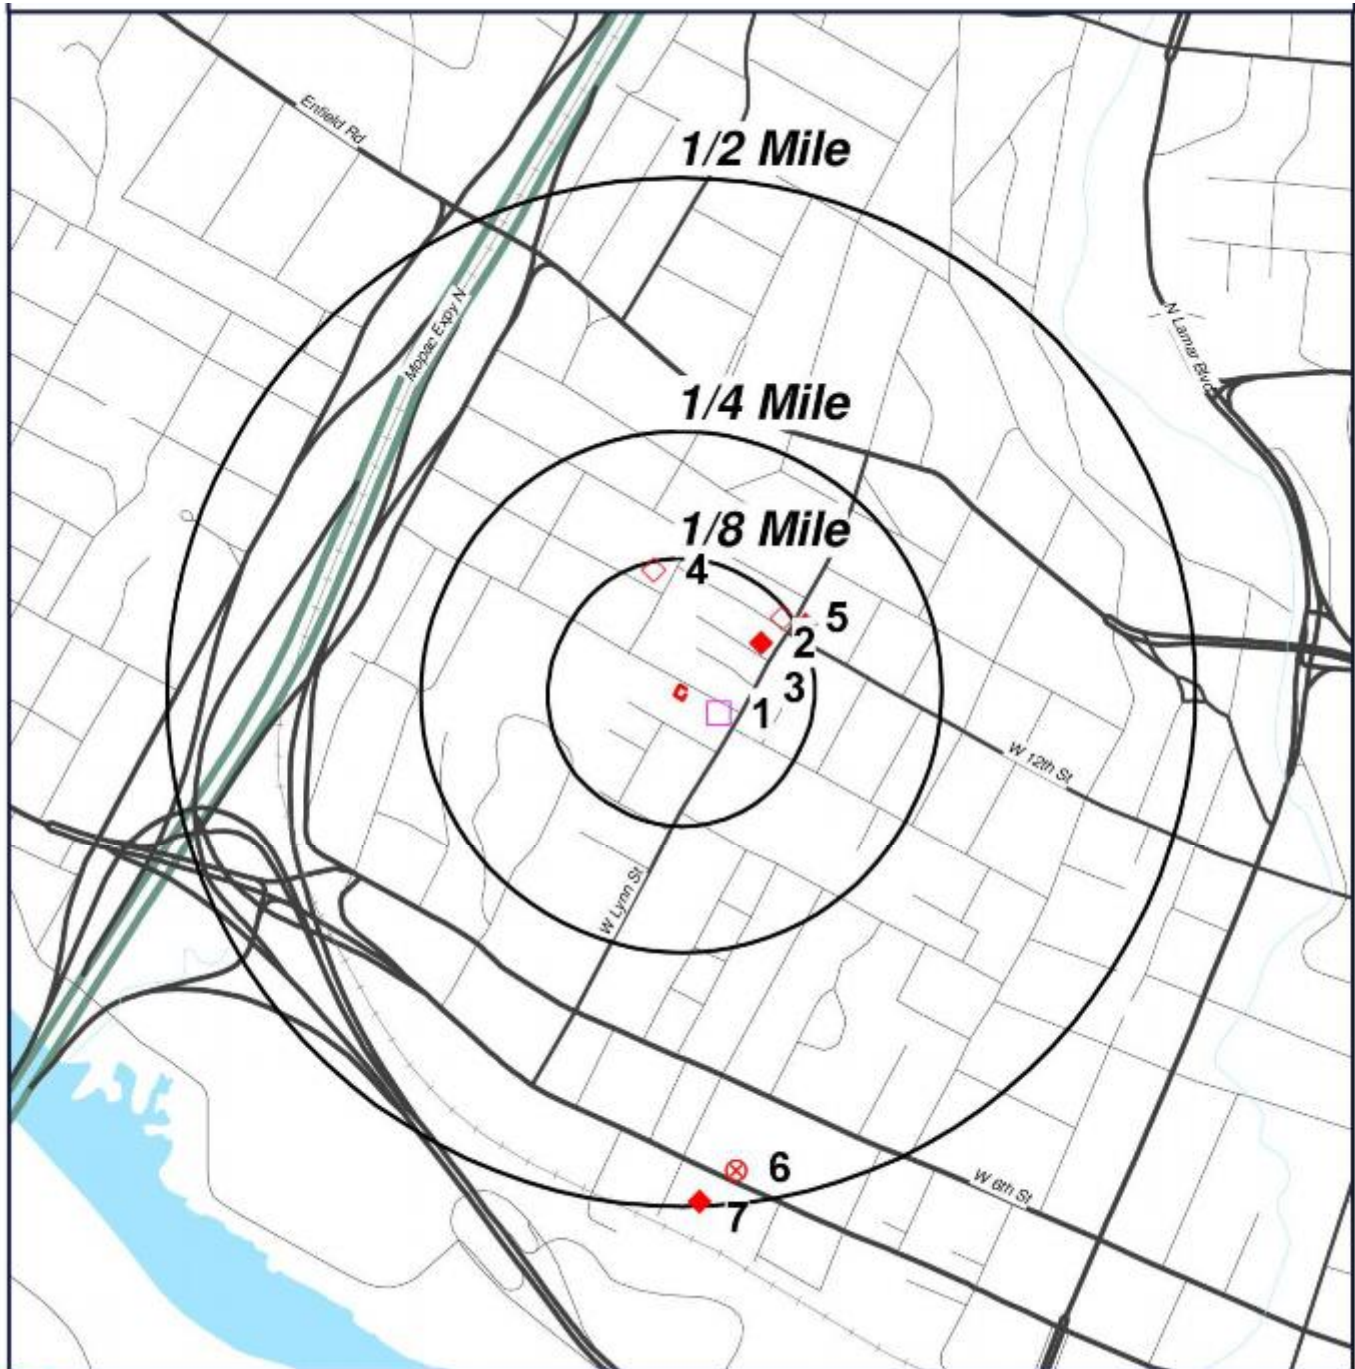 Enfield Rd
1/2 Mile
Mopac Expy N
N Lamar Blvd
1/4 Mile
1/8 Mile
4
5
2
3
1
W 12th St
W Lynn St
6
W 6th St
7